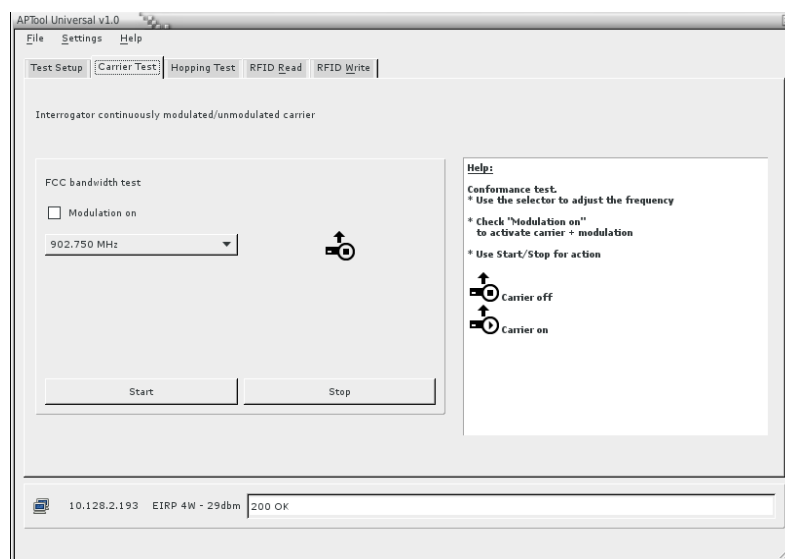 APTool Universal v1.0
File Settings Help
Test Setup Carrier Test Hopping Test RFID Read RFID Write
Interrogator continuously modulated/unmodulated carrier
FCC bandwidth test
Modulation on
902.750 MHz
Start Stop
Help:
Conformance test.
* Use the selector to adjust the frequency
* Check "Modulation on"
to activate carrier + modulation
* Use Start/Stop for action
Carrier off
Carrier on
10.128.2.193 EIRP 4W - 29dbm 200 OK